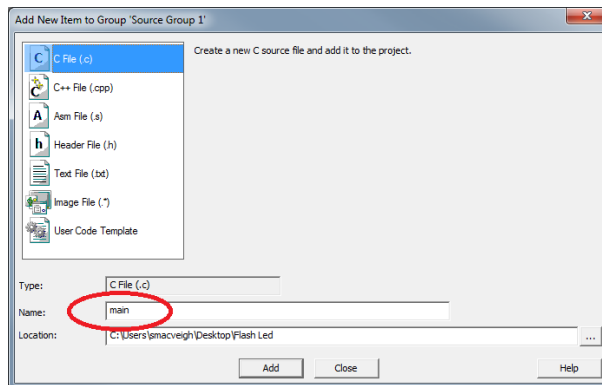 Add New Item to Group 'Source Group 1'
C File (.c)
Create a new C source file and add it to the project.
C++ File (.cpp)
Asm File (.s)
Header File (.h)
Text File (.txt)
Image File (.*)
User Code Template
Type:
C File (.c)
Name:
main
Location:
C:\Users\smacveigh\Desktop\Flash Led
...
Add
Close
Help